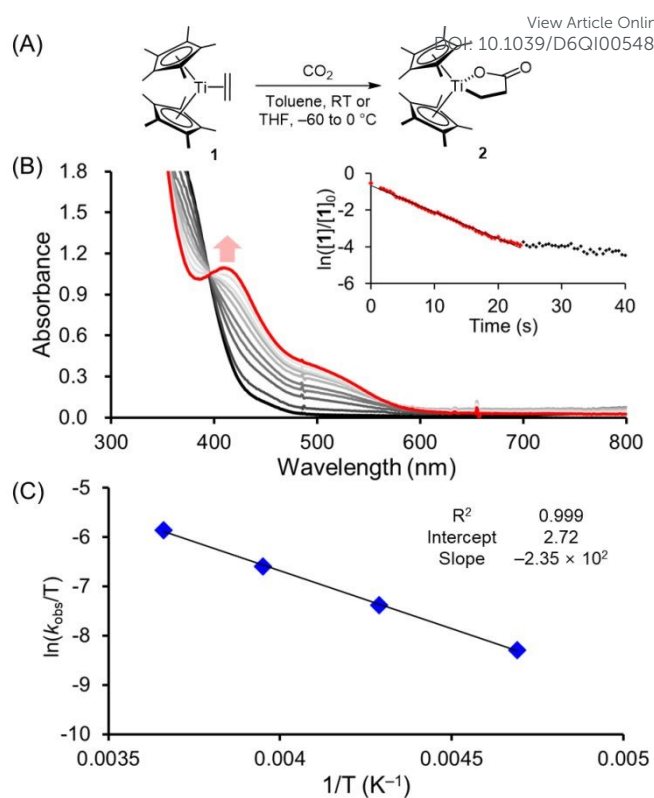 View Article Onlin
DOI: 10.1039/D6QI00548
(A)
CO2
Toluene, RT or
THF, –60 to 0 °C
Ti
1
Ti
O
O
2
(B)
1.8
1.5
1.2
0.9
0.6
0.3
0.0
Absorbance
300
400
500
600
700
800
Wavelength (nm)
0
-2
-4
-6
ln([1]/[1]0)
0
10
20
30
40
Time (s)
(C)
-5
-6
-7
-8
-9
-10
ln(kobs/T)
R2 0.999
Intercept 2.72
Slope –2.35 × 102
0.0035
0.004
0.0045
0.005
1/T (K–1)